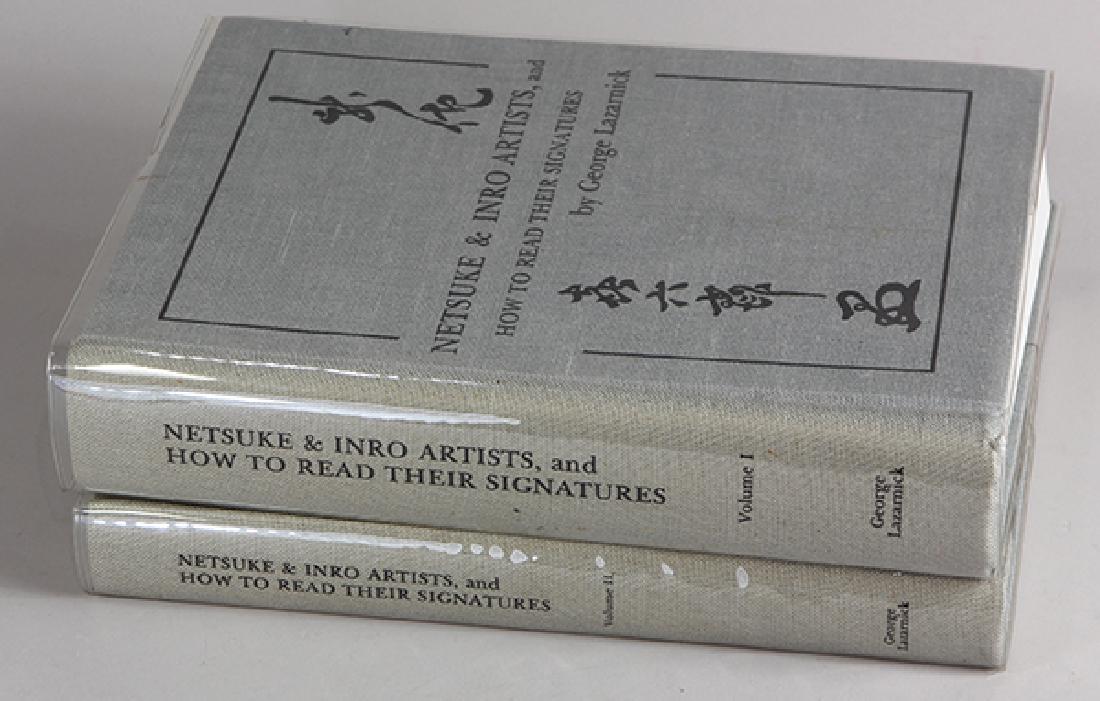 NETSUKE & INRO ARTISTS, and
HOW TO READ THEIR SIGNATURES
by George Lazarnick
NETSUKE & INRO ARTISTS, and
HOW TO READ THEIR SIGNATURES
Volume I
George
Lazarnick
NETSUKE & INRO ARTISTS, and
HOW TO READ THEIR SIGNATURES
Volume II
George
Lazarnick